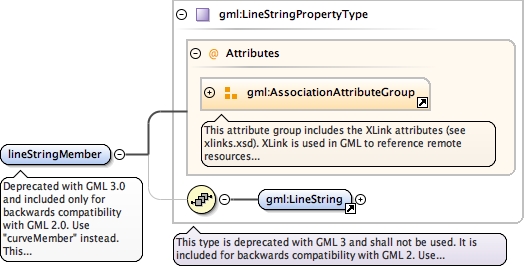 gml:LineStringPropertyType
@ Attributes
gml:AssociationAttributeGroup
This attribute group includes the XLink attributes (see
xlinks.xsd). XLink is used in GML to reference remote
resources...
lineStringMember
Deprecated with GML 3.0
and included only for
backwards compatibility
with GML 2.0. Use
"curveMember" instead.
This...
gml:LineString
This type is deprecated with GML 3 and shall not be used. It is
included for backwards compatibility with GML 2. Use...